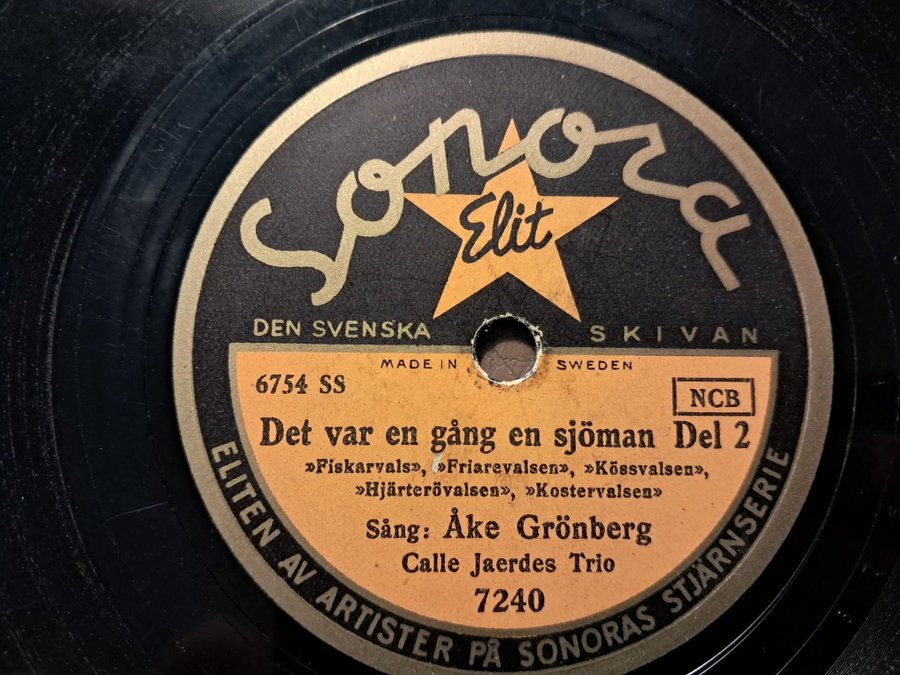 Sonora
Elit
DEN SVENSKA SKIVAN
MADE IN SWEDEN
6754 SS
NCB
Det var en gång en sjöman Del 2
»Fiskarvals», »Friarevalsen», »Kössvalsen»,
»Hjärterövalsen», »Kostervalsen»
Sång: Åke Grönberg
Calle Jaerdes Trio
7240
ELITEN AV ARTISTER PÅ SONORAS STJÄRNSERIE